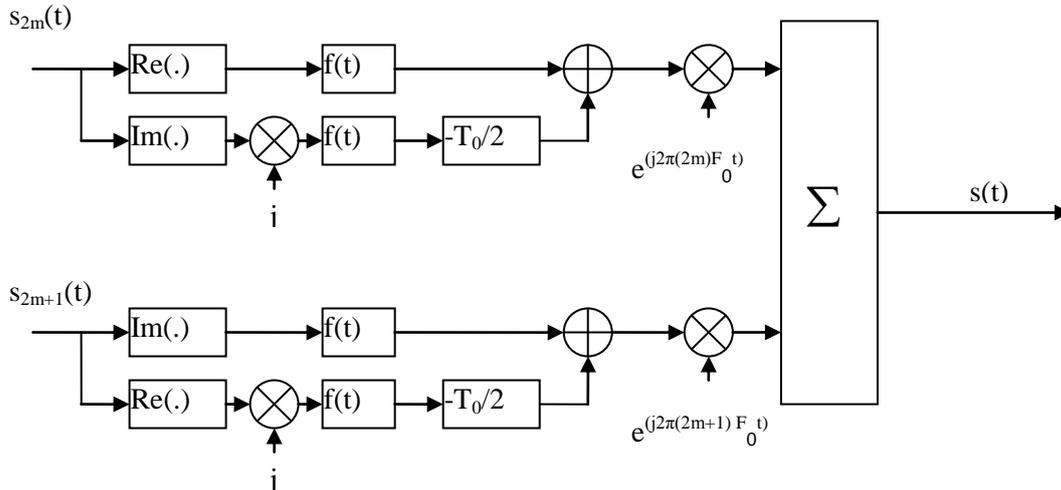 s₂ₘ(t)
Re(.)
f(t)
Im(.)
f(t)
-T₀/2
j
e^(j2π(2m)F₀t)
Σ
s(t)
s₂ₘ₊₁(t)
Im(.)
f(t)
Re(.)
f(t)
-T₀/2
j
e^(j2π(2m+1) F₀t)